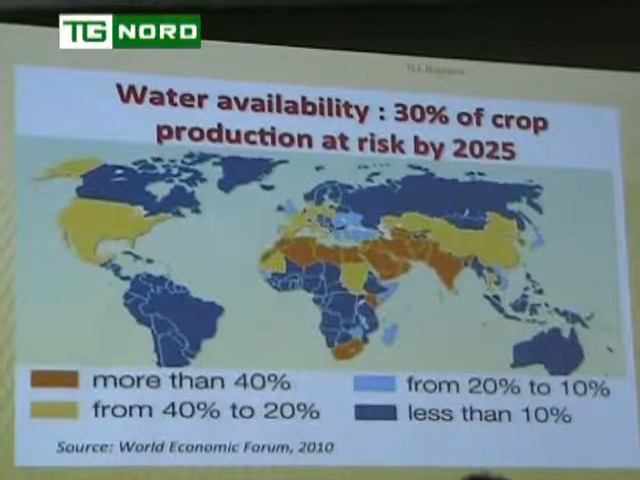 TG NORD
Water availability : 30% of crop
production at risk by 2025
more than 40%
from 20% to 10%
from 40% to 20%
less than 10%
Source: World Economic Forum, 2010